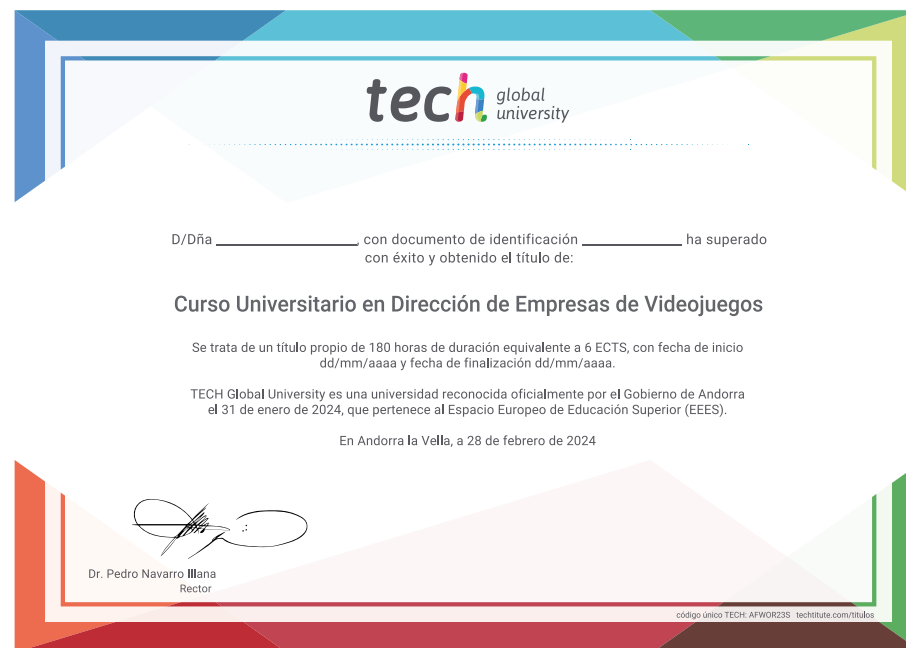 tech global university
D/Dña ______________, con documento de identificación __________ ha superado
con éxito y obtenido el título de:
Curso Universitario en Dirección de Empresas de Videojuegos
Se trata de un título propio de 180 horas de duración equivalente a 6 ECTS, con fecha de inicio
dd/mm/aaaa y fecha de finalización dd/mm/aaaa.
TECH Global University es una universidad reconocida oficialmente por el Gobierno de Andorra
el 31 de enero de 2024, que pertenece al Espacio Europeo de Educación Superior (EEES).
En Andorra la Vella, a 28 de febrero de 2024
Dr. Pedro Navarro Illana
Rector
código único TECH: AFWOR23S techtitute.com/titulos